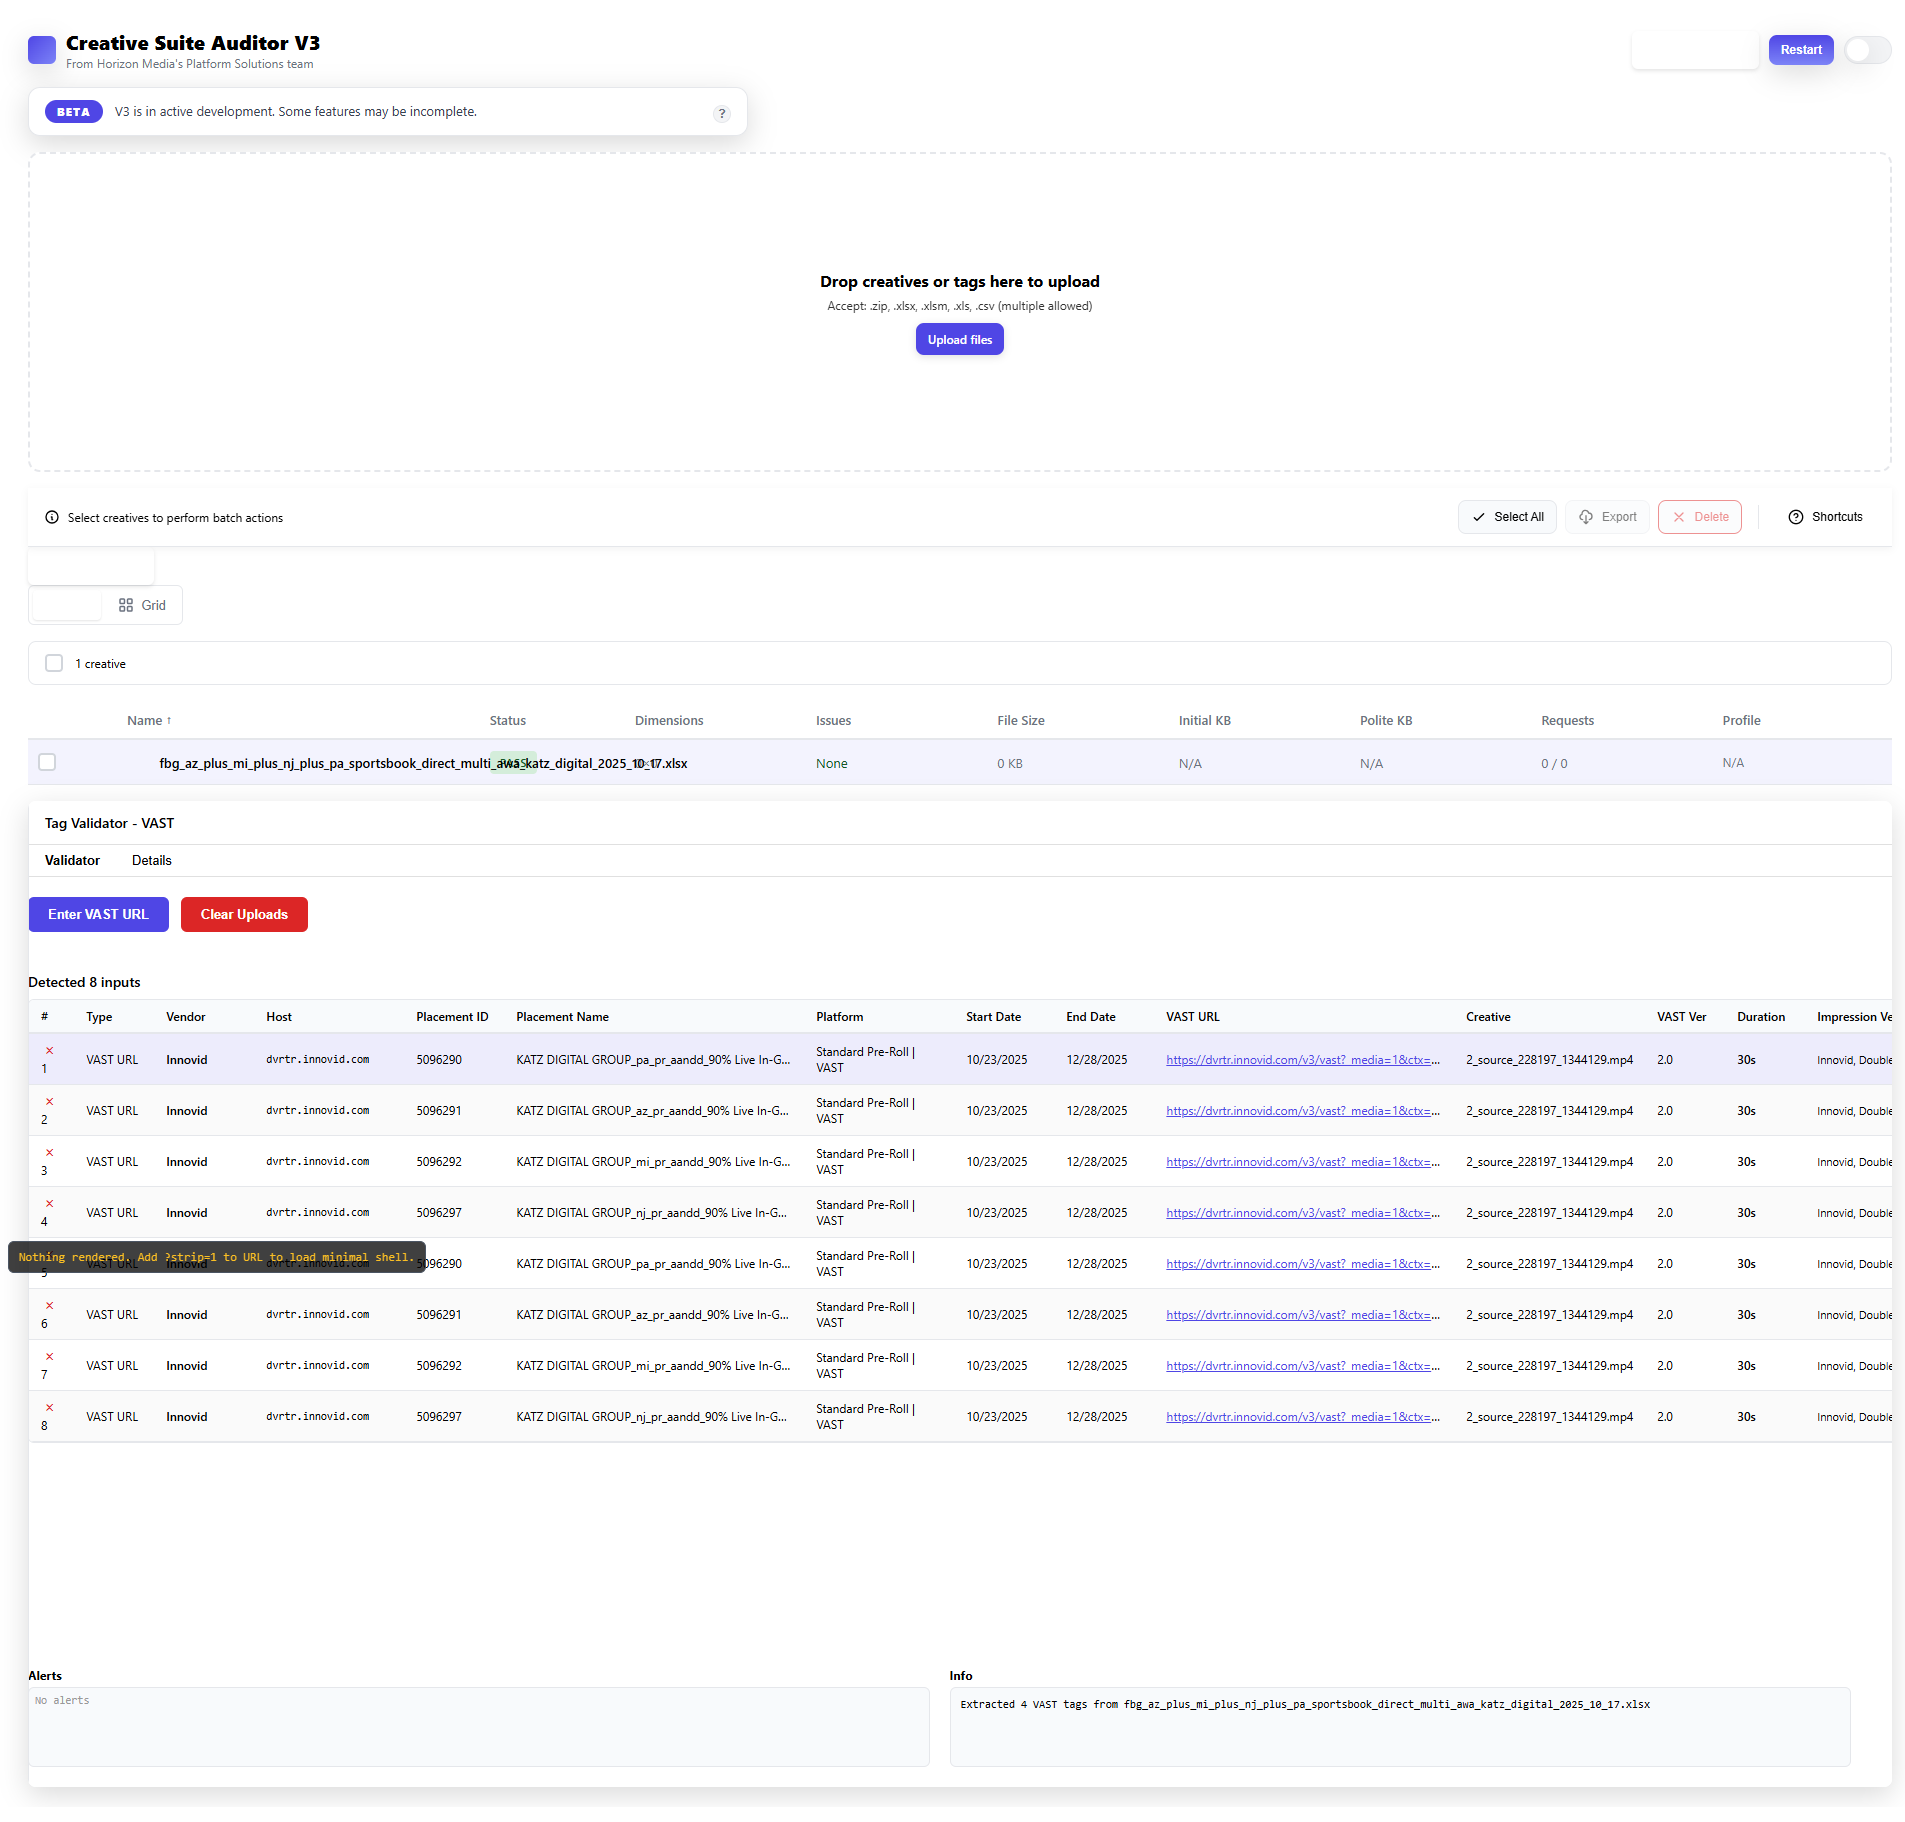 Creative Suite Auditor V3
From Horizon Media's Platform Solutions team
Restart
BETA V3 is in active development. Some features may be incomplete. ?
Drop creatives or tags here to upload
Accept: .zip, .xlsx, .xlsm, .xls, .csv (multiple allowed)
Upload files
Select creatives to perform batch actions
Select All
Export
Delete
Shortcuts
Grid
1 creative
Name ↑ Status Dimensions Issues File Size Initial KB Polite KB Requests Profile
fbg_az_plus_mi_plus_nj_plus_pa_sportsbook_direct_multi_awa_katz_digital_2025_10_17.xlsx PASS None 0 KB N/A N/A 0 / 0 N/A
Tag Validator - VAST
Validator Details
Enter VAST URL Clear Uploads
Detected 8 inputs
# Type Vendor Host Placement ID Placement Name Platform Start Date End Date VAST URL Creative VAST Ver Duration Impression Ve
× 1 VAST URL Innovid dvrtr.innovid.com 5096290 KATZ DIGITAL GROUP_pa_pr_aandd_90% Live In-G... Standard Pre-Roll | VAST 10/23/2025 12/28/2025 https://dvrtr.innovid.com/v3/vast?_media=1&ctx=... 2_source_228197_1344129.mp4 2.0 30s Innovid, Double
× 2 VAST URL Innovid dvrtr.innovid.com 5096291 KATZ DIGITAL GROUP_az_pr_aandd_90% Live In-G... Standard Pre-Roll | VAST 10/23/2025 12/28/2025 https://dvrtr.innovid.com/v3/vast?_media=1&ctx=... 2_source_228197_1344129.mp4 2.0 30s Innovid, Double
× 3 VAST URL Innovid dvrtr.innovid.com 5096292 KATZ DIGITAL GROUP_mi_pr_aandd_90% Live In-G... Standard Pre-Roll | VAST 10/23/2025 12/28/2025 https://dvrtr.innovid.com/v3/vast?_media=1&ctx=... 2_source_228197_1344129.mp4 2.0 30s Innovid, Double
× 4 VAST URL Innovid dvrtr.innovid.com 5096297 KATZ DIGITAL GROUP_nj_pr_aandd_90% Live In-G... Standard Pre-Roll | VAST 10/23/2025 12/28/2025 https://dvrtr.innovid.com/v3/vast?_media=1&ctx=... 2_source_228197_1344129.mp4 2.0 30s Innovid, Double
Nothing rendered. Add ?strip=1 to URL to load minimal shell.
5 VAST URL Innovid dvrtr.innovid.com 5096290 KATZ DIGITAL GROUP_pa_pr_aandd_90% Live In-G... Standard Pre-Roll | VAST 10/23/2025 12/28/2025 https://dvrtr.innovid.com/v3/vast?_media=1&ctx=... 2_source_228197_1344129.mp4 2.0 30s Innovid, Double
× 6 VAST URL Innovid dvrtr.innovid.com 5096291 KATZ DIGITAL GROUP_az_pr_aandd_90% Live In-G... Standard Pre-Roll | VAST 10/23/2025 12/28/2025 https://dvrtr.innovid.com/v3/vast?_media=1&ctx=... 2_source_228197_1344129.mp4 2.0 30s Innovid, Double
× 7 VAST URL Innovid dvrtr.innovid.com 5096292 KATZ DIGITAL GROUP_mi_pr_aandd_90% Live In-G... Standard Pre-Roll | VAST 10/23/2025 12/28/2025 https://dvrtr.innovid.com/v3/vast?_media=1&ctx=... 2_source_228197_1344129.mp4 2.0 30s Innovid, Double
× 8 VAST URL Innovid dvrtr.innovid.com 5096297 KATZ DIGITAL GROUP_nj_pr_aandd_90% Live In-G... Standard Pre-Roll | VAST 10/23/2025 12/28/2025 https://dvrtr.innovid.com/v3/vast?_media=1&ctx=... 2_source_228197_1344129.mp4 2.0 30s Innovid, Double
Alerts
No alerts
Info
Extracted 4 VAST tags from fbg_az_plus_mi_plus_nj_plus_pa_sportsbook_direct_multi_awa_katz_digital_2025_10_17.xlsx